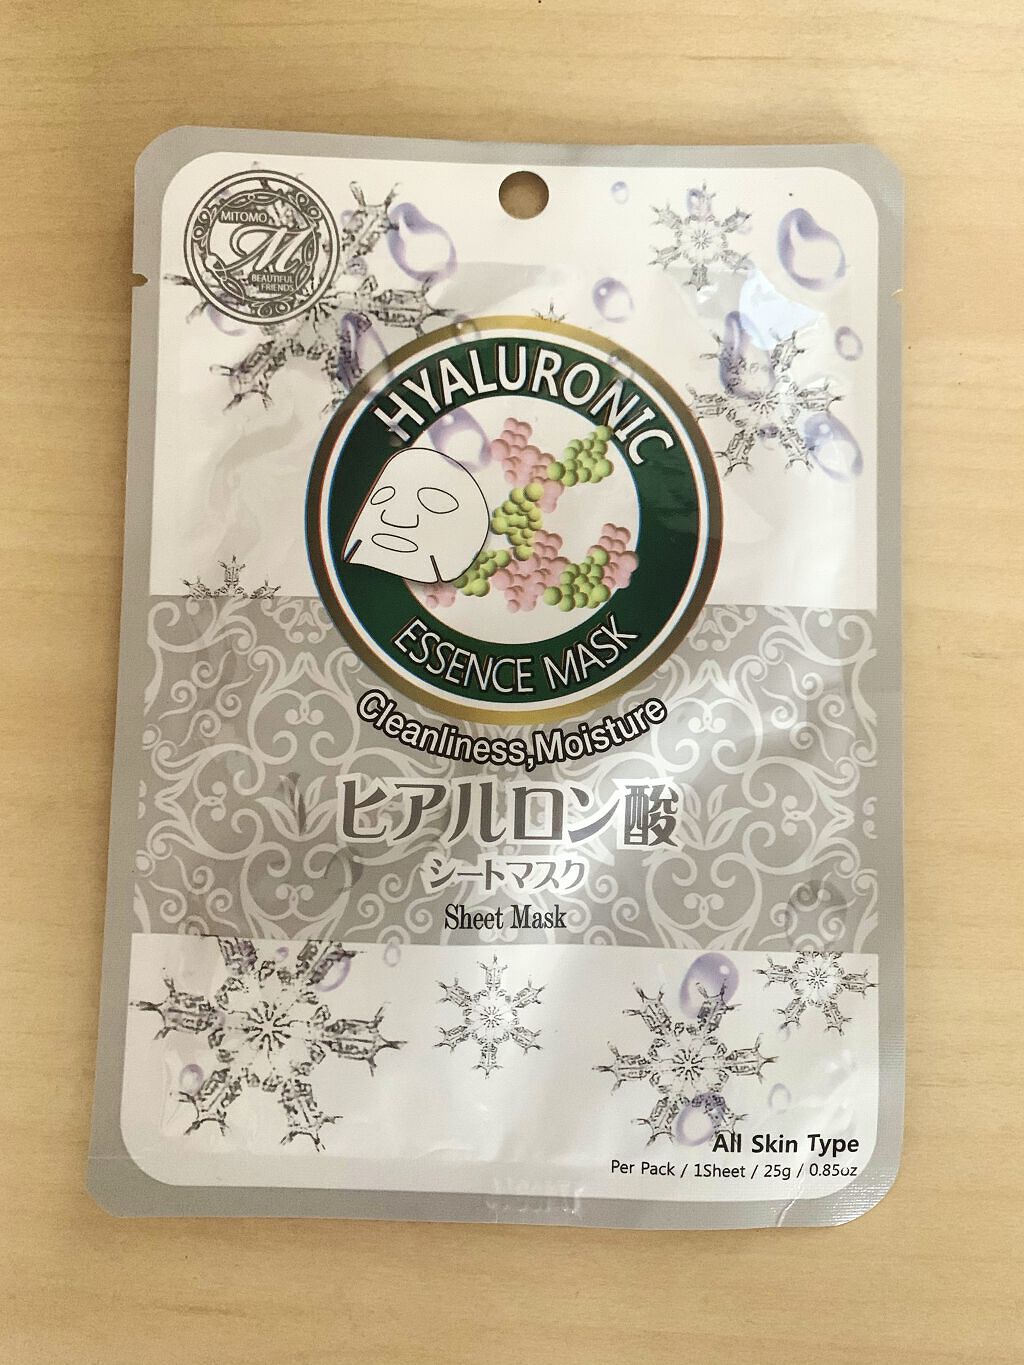 MITOMO
M
BEAUTIFUL
FRIENDS
HYALURONIC
ESSENCE MASK
Cleanliness,Moisture
ヒアルロン酸
シートマスク
Sheet Mask
All Skin Type
Per Pack / 1Sheet / 25g / 0.85oz